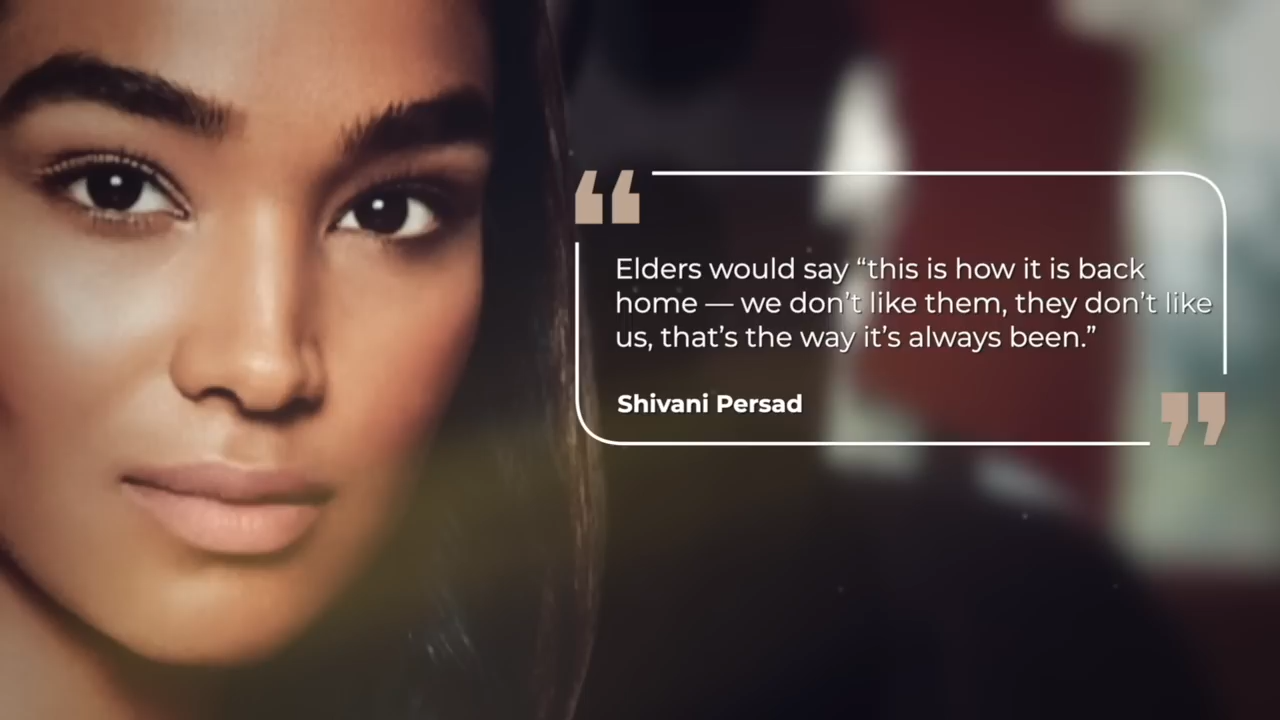 Elders would say “this is how it is back
home — we don’t like them, they don’t like
us, that’s the way it’s always been.”
Shivani Persad